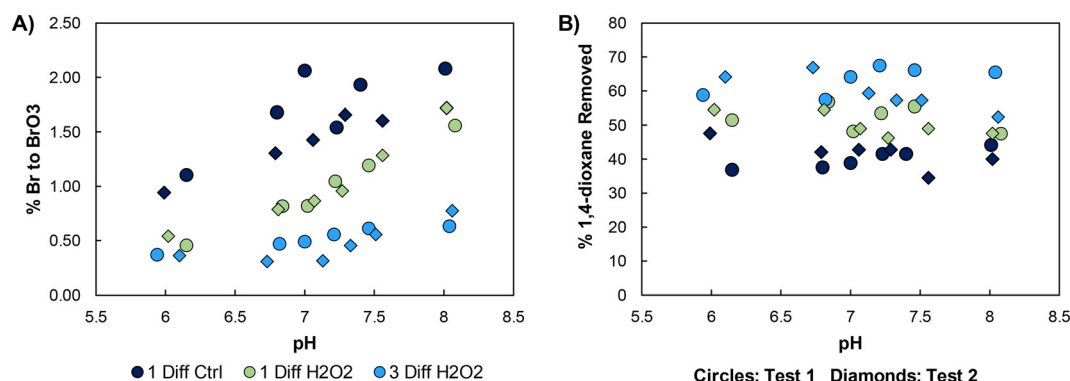 A)
% Br to BrO3
2.50
2.00
1.50
1.00
0.50
0.00
5.5 6 6.5 7 7.5 8 8.5
pH
1 Diff Ctrl 1 Diff H2O2 3 Diff H2O2
B)
% 1,4-dioxane Removed
80
70
60
50
40
30
20
10
0
5.5 6 6.5 7 7.5 8 8.5
pH
Circles: Test 1 Diamonds: Test 2